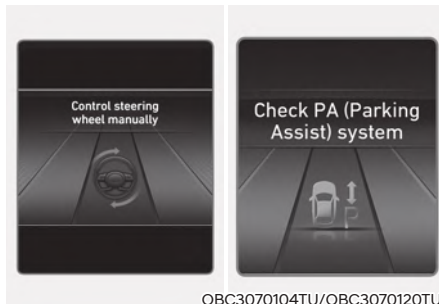 Control steering
wheel manually
Check PA (Parking
Assist) system
P
OBC3070104TU/OBC3070120TU